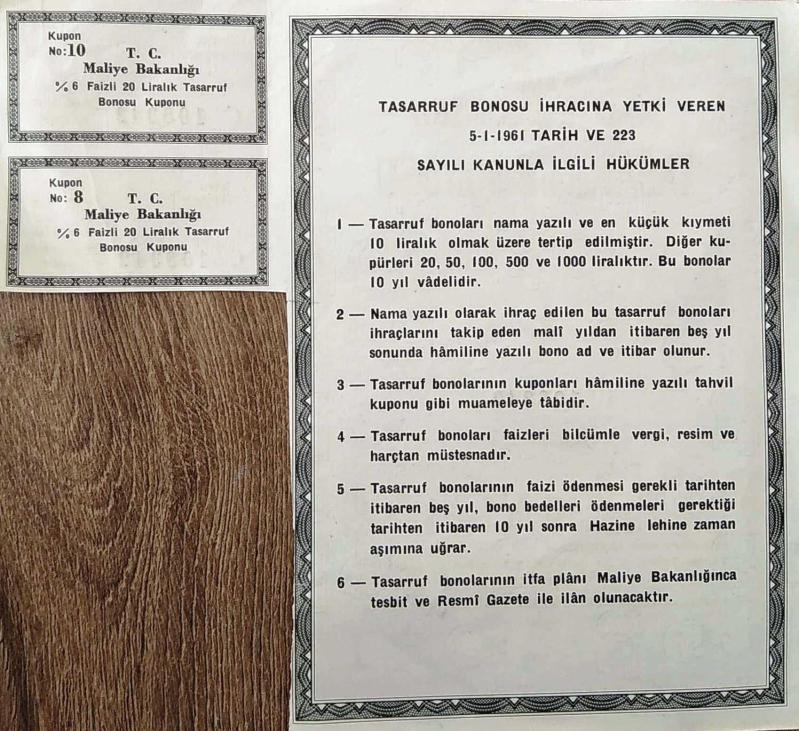 Kupon
No: 10 T. C.
Maliye Bakanlığı
% 6 Faizli 20 Liralık Tasarruf
Bonosu Kuponu
Kupon
No: 8 T. C.
Maliye Bakanlığı
% 6 Faizli 20 Liralık Tasarruf
Bonosu Kuponu
TASARRUF BONOSU İHRACINA YETKİ VEREN
5-1-1961 TARİH VE 223
SAYILI KANUNLA İLGİLİ HÜKÜMLER
1 — Tasarruf bonoları nama yazılı ve en küçük kıymeti
10 liralık olmak üzere tertip edilmiştir. Diğer ku-
pürleri 20, 50, 100, 500 ve 1000 liralıktır. Bu bonolar
10 yıl vâdelidir.
2 — Nama yazılı olarak ihraç edilen bu tasarruf bonoları
ihraçlarını takip eden malî yıldan itibaren beş yıl
sonunda hâmiline yazılı bono ad ve itibar olunur.
3 — Tasarruf bonolarının kuponları hâmiline yazılı tahvil
kuponu gibi muameleye tâbidir.
4 — Tasarruf bonoları faizleri bilcümle vergi, resim ve
harçtan müstesnadır.
5 — Tasarruf bonolarının faizi ödenmesi gerekli tarihten
itibaren beş yıl, bono bedelleri ödenmeleri gerektiği
tarihten itibaren 10 yıl sonra Hazine lehine zaman
aşımına uğrar.
6 — Tasarruf bonolarının itfa plânı Maliye Bakanlığınca
tesbit ve Resmî Gazete ile ilân olunacaktır.